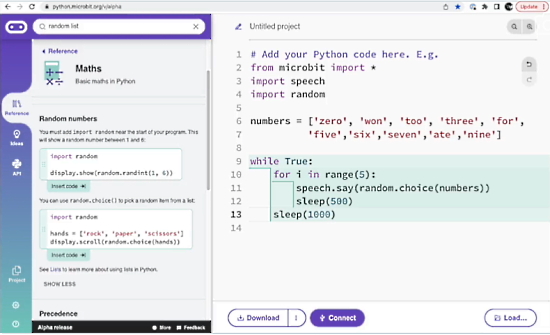 python.microbit.org/v/alpha
Update
random list
Untitled project
Reference
Maths
Basic maths in Python
Reference
Ideas
API
Project
Random numbers
You must add import random near the start of your program. This
will show a random number between 1 and 6:
import random
display.show(random.randint(1, 6))
Insert code
You can use random.choice() to pick a random item from a list.
import random
hands = ['rock', 'paper', 'scissors']
display.scroll(random.choice(hands))
Insert code
See Lists to learn more about using lists in Python.
SHOW LESS
Precedence
Alpha release
More
Feedback
1 # Add your Python code here. E.g.
2 from microbit import *
3 import speech
4 import random
5
6 numbers = ['zero', 'won', 'too', 'three', 'for',
7 'five','six','seven','ate','nine']
8
9 while True:
10 for i in range(5):
11 speech.say(random.choice(numbers))
12 sleep(500)
13 sleep(1000)
14
Download
Connect
Load...